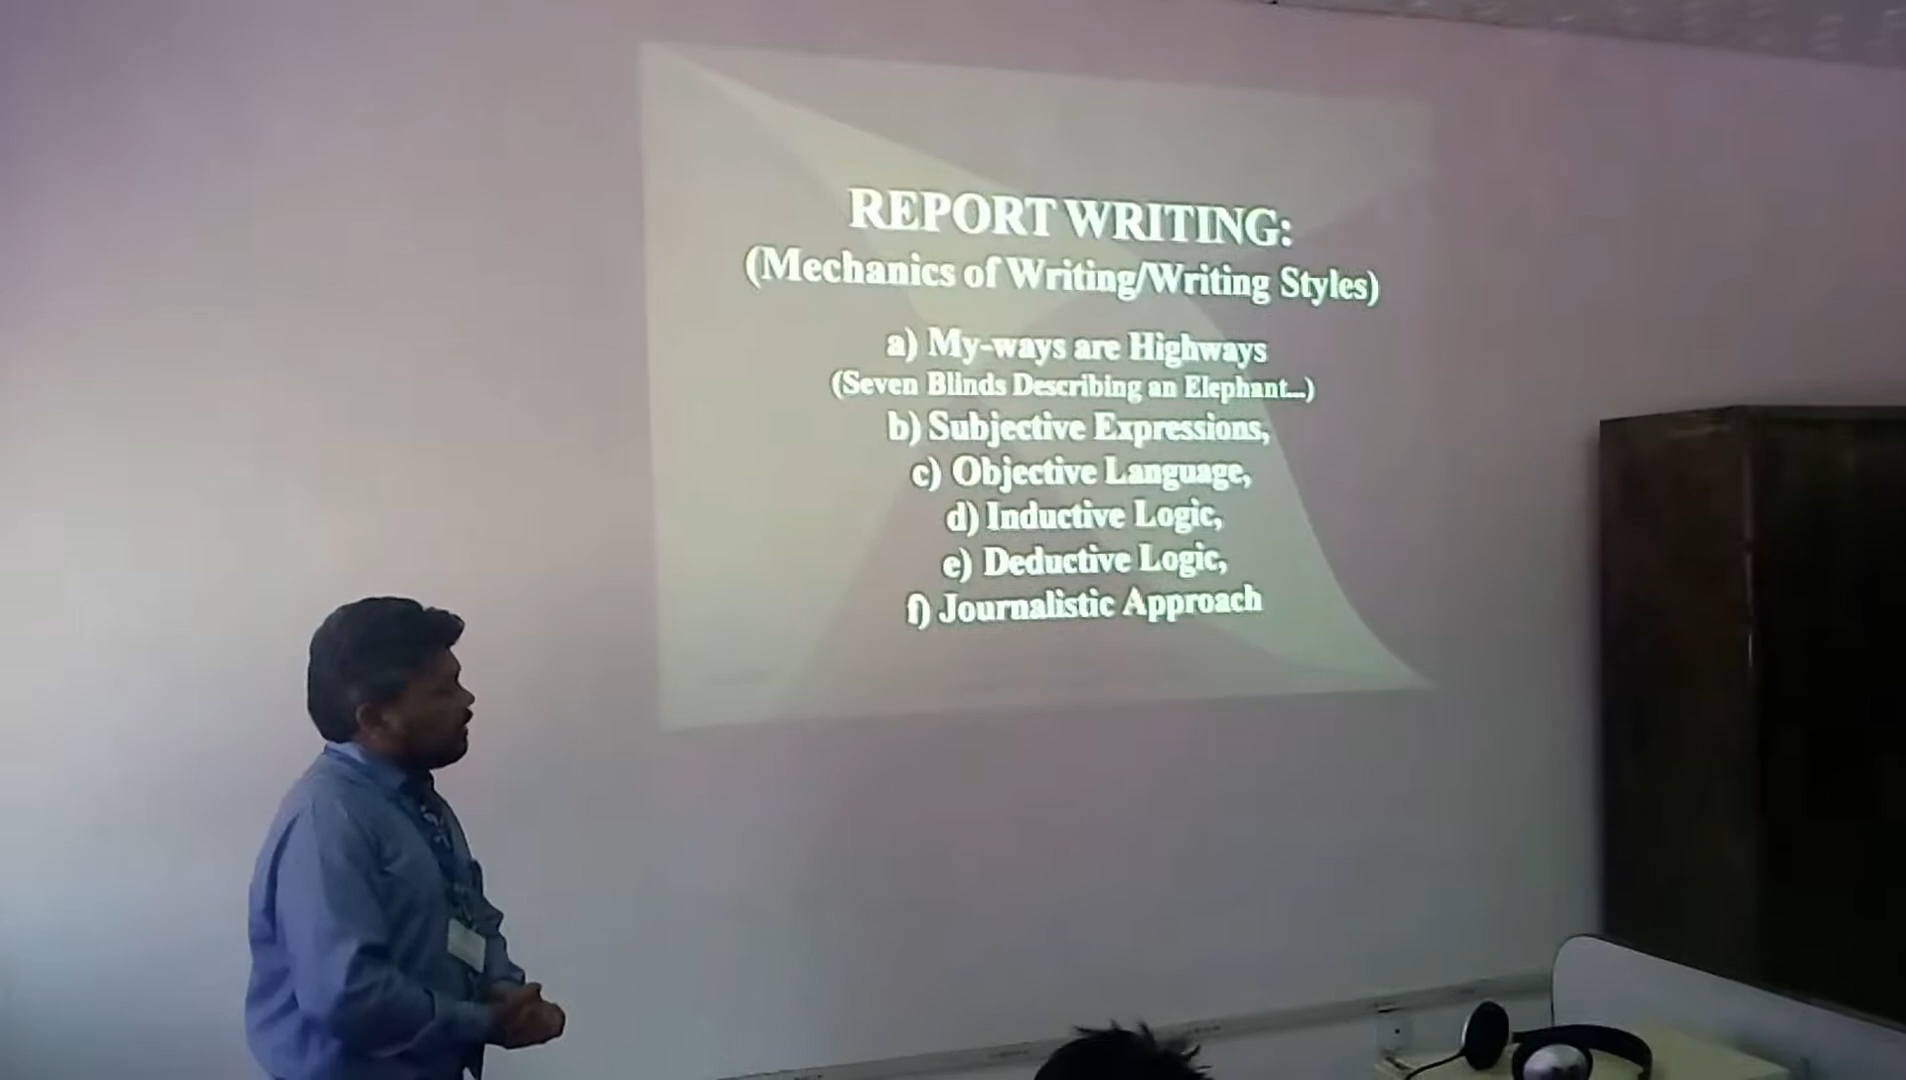 REPORT WRITING:
(Mechanics of Writing/Writing Styles)
a) My-ways are Highways
(Seven Blinds Describing an Elephant...)
b) Subjective Expressions,
c) Objective Language,
d) Inductive Logic,
e) Deductive Logic,
f) Journalistic Approach